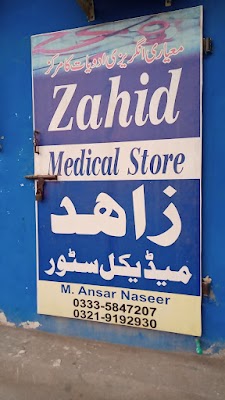 معیاری انگریزی ادویات کا مرکز
Zahid
Medical Store
زاهد
میڈیکل سٹور
M. Ansar Naseer
0333-5847207
0321-9192930